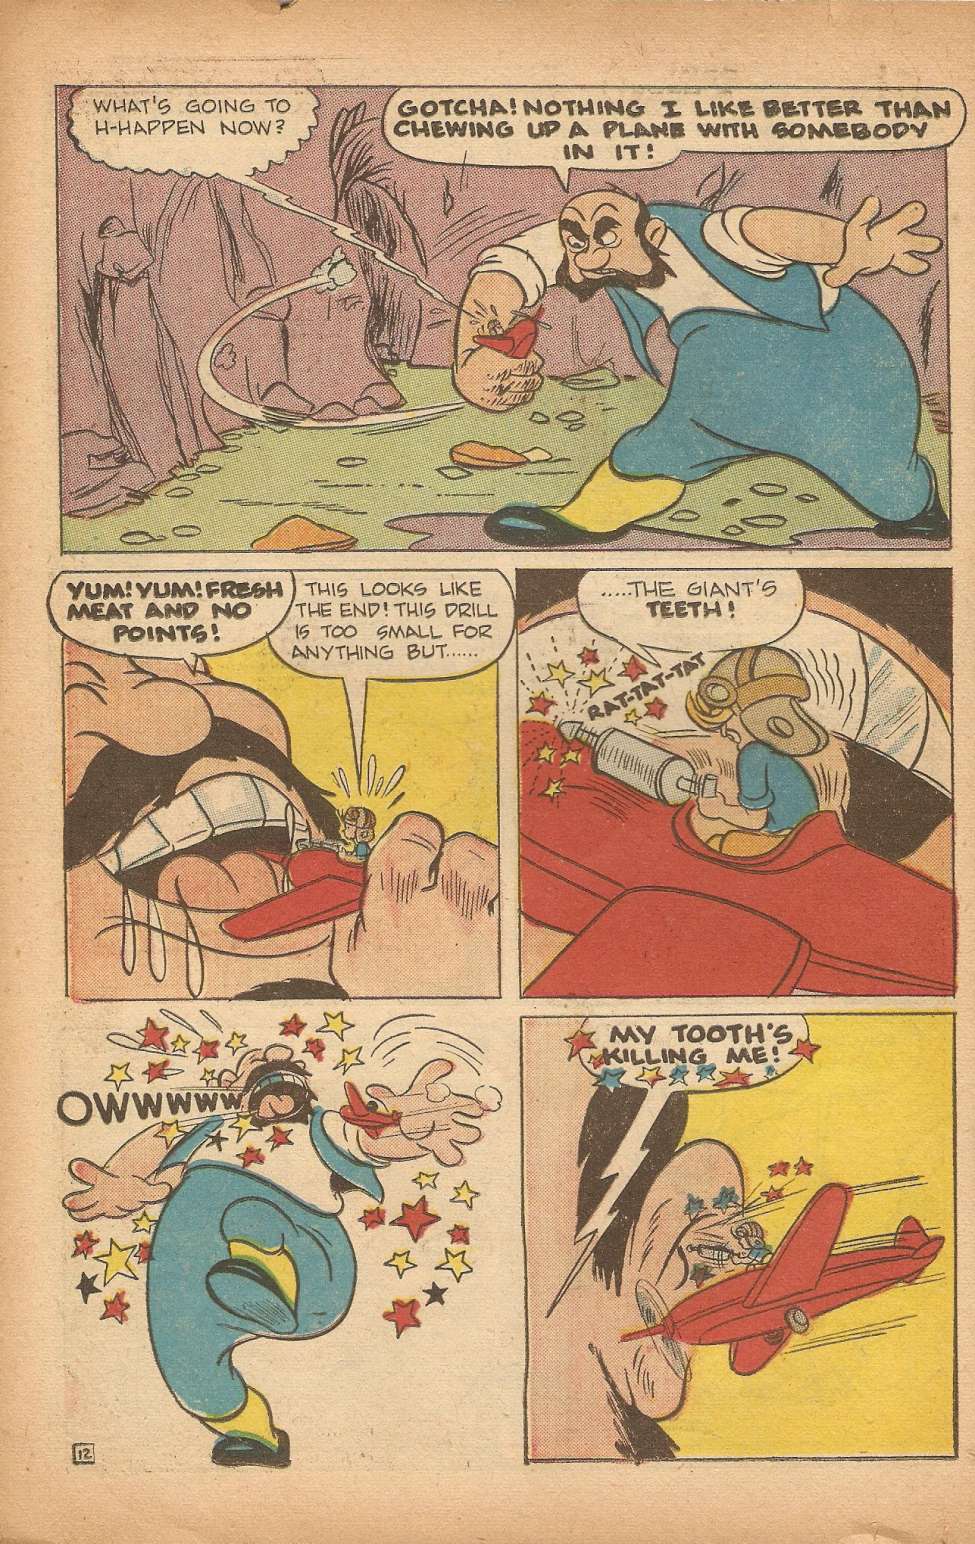 WHAT'S GOING TO
H-HAPPEN NOW?
GOTCHA! NOTHING I LIKE BETTER THAN
CHEWING UP A PLANE WITH SOMEBODY
IN IT!
YUM! YUM! FRESH
MEAT AND NO
POINTS!
THIS LOOKS LIKE
THE END! THIS DRILL
IS TOO SMALL FOR
ANYTHING BUT......
.....THE GIANT'S
TEETH!
RAT-TAT-TAT
OWWWWW
MY TOOTH'S
KILLING ME!
12